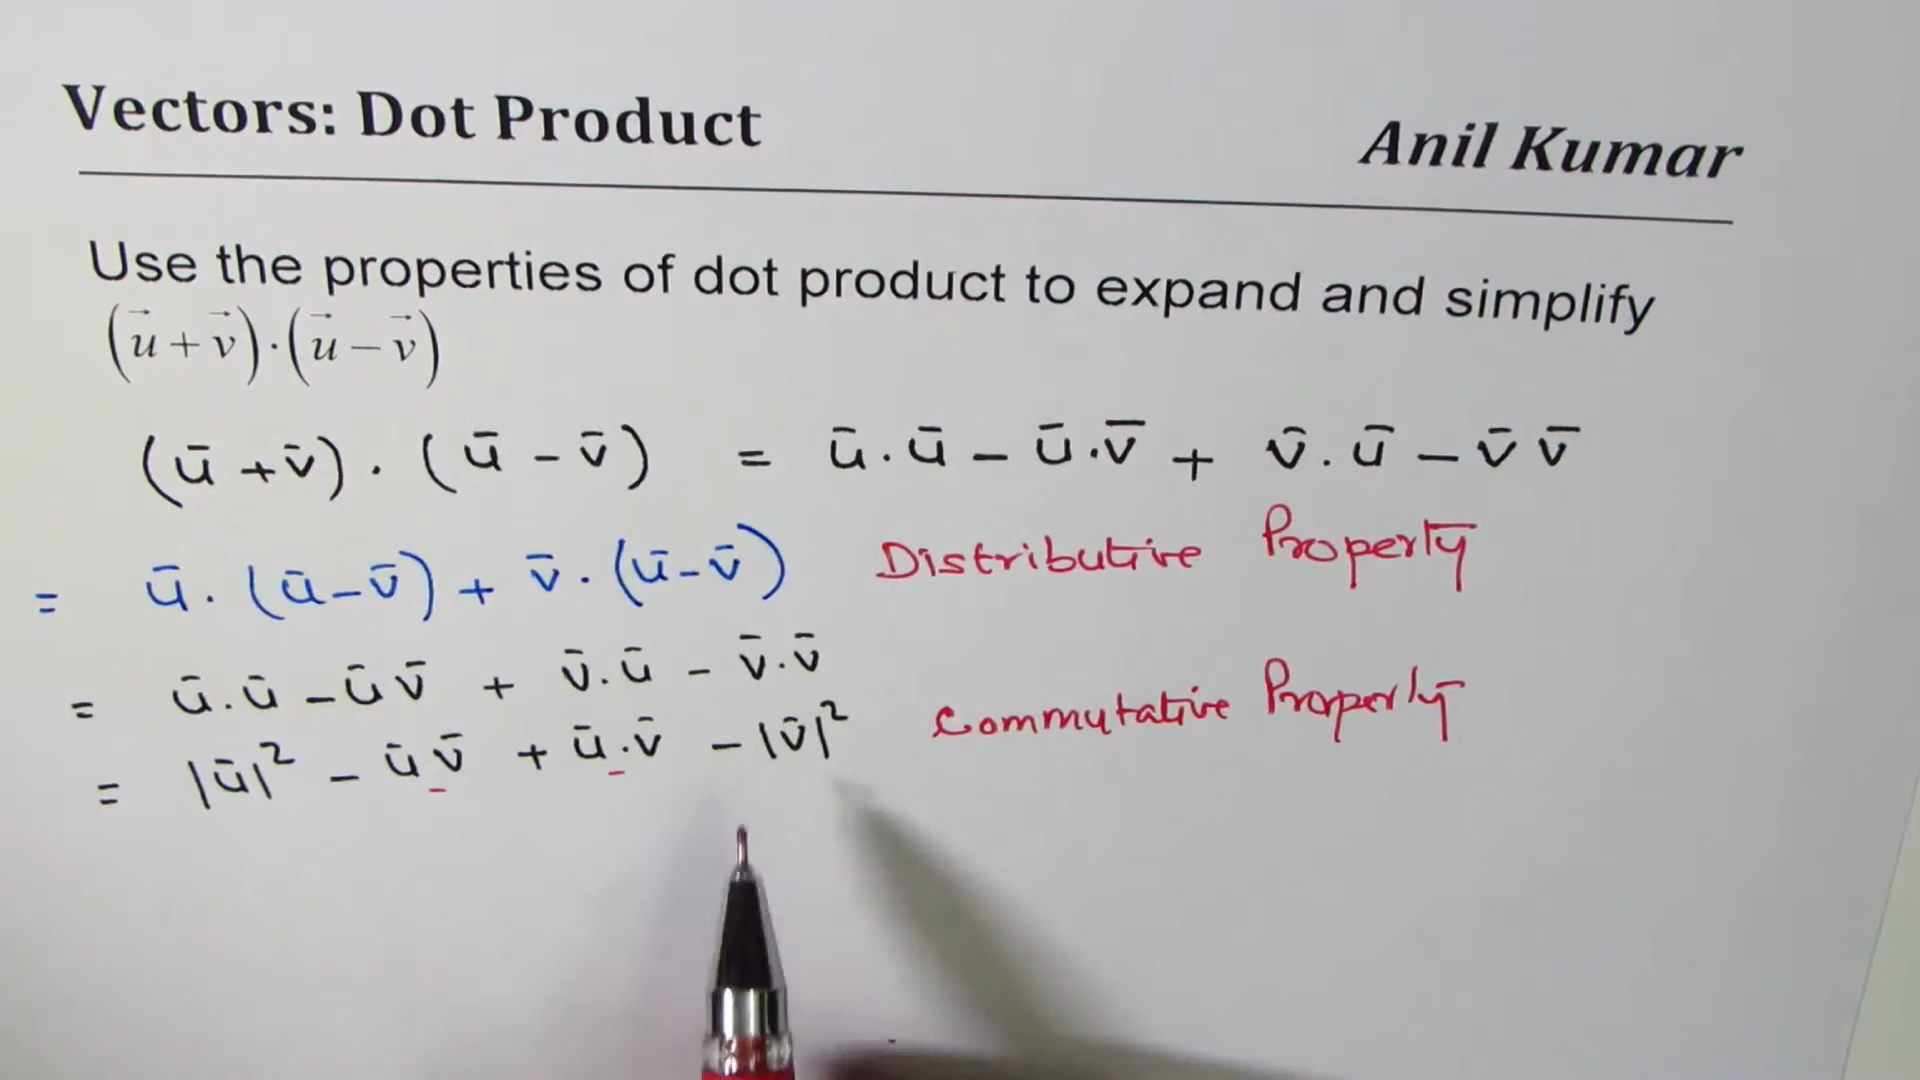 Vectors: Dot Product
Anil Kumar
Use the properties of dot product to expand and simplify
(u⃗ + v⃗)·(u⃗ − v⃗)
(ū + v̄) · (ū − v̄) = ū · ū − ū · v̄ + v̄ · ū − v̄ v̄
= ū · (ū − v̄) + v̄ · (ū − v̄) Distributive Property
= ū · ū − ū v̄ + v̄ · ū − v̄ · v̄
= |ū|² − ū v̄ + ū · v̄ − |v̄|² Commutative Property